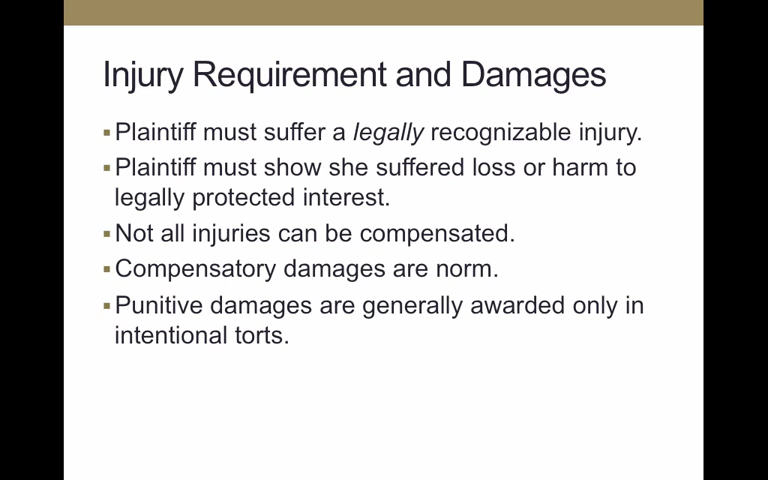 Injury Requirement and Damages
▪Plaintiff must suffer a legally recognizable injury.
▪Plaintiff must show she suffered loss or harm to
legally protected interest.
▪Not all injuries can be compensated.
▪Compensatory damages are norm.
▪Punitive damages are generally awarded only in
intentional torts.